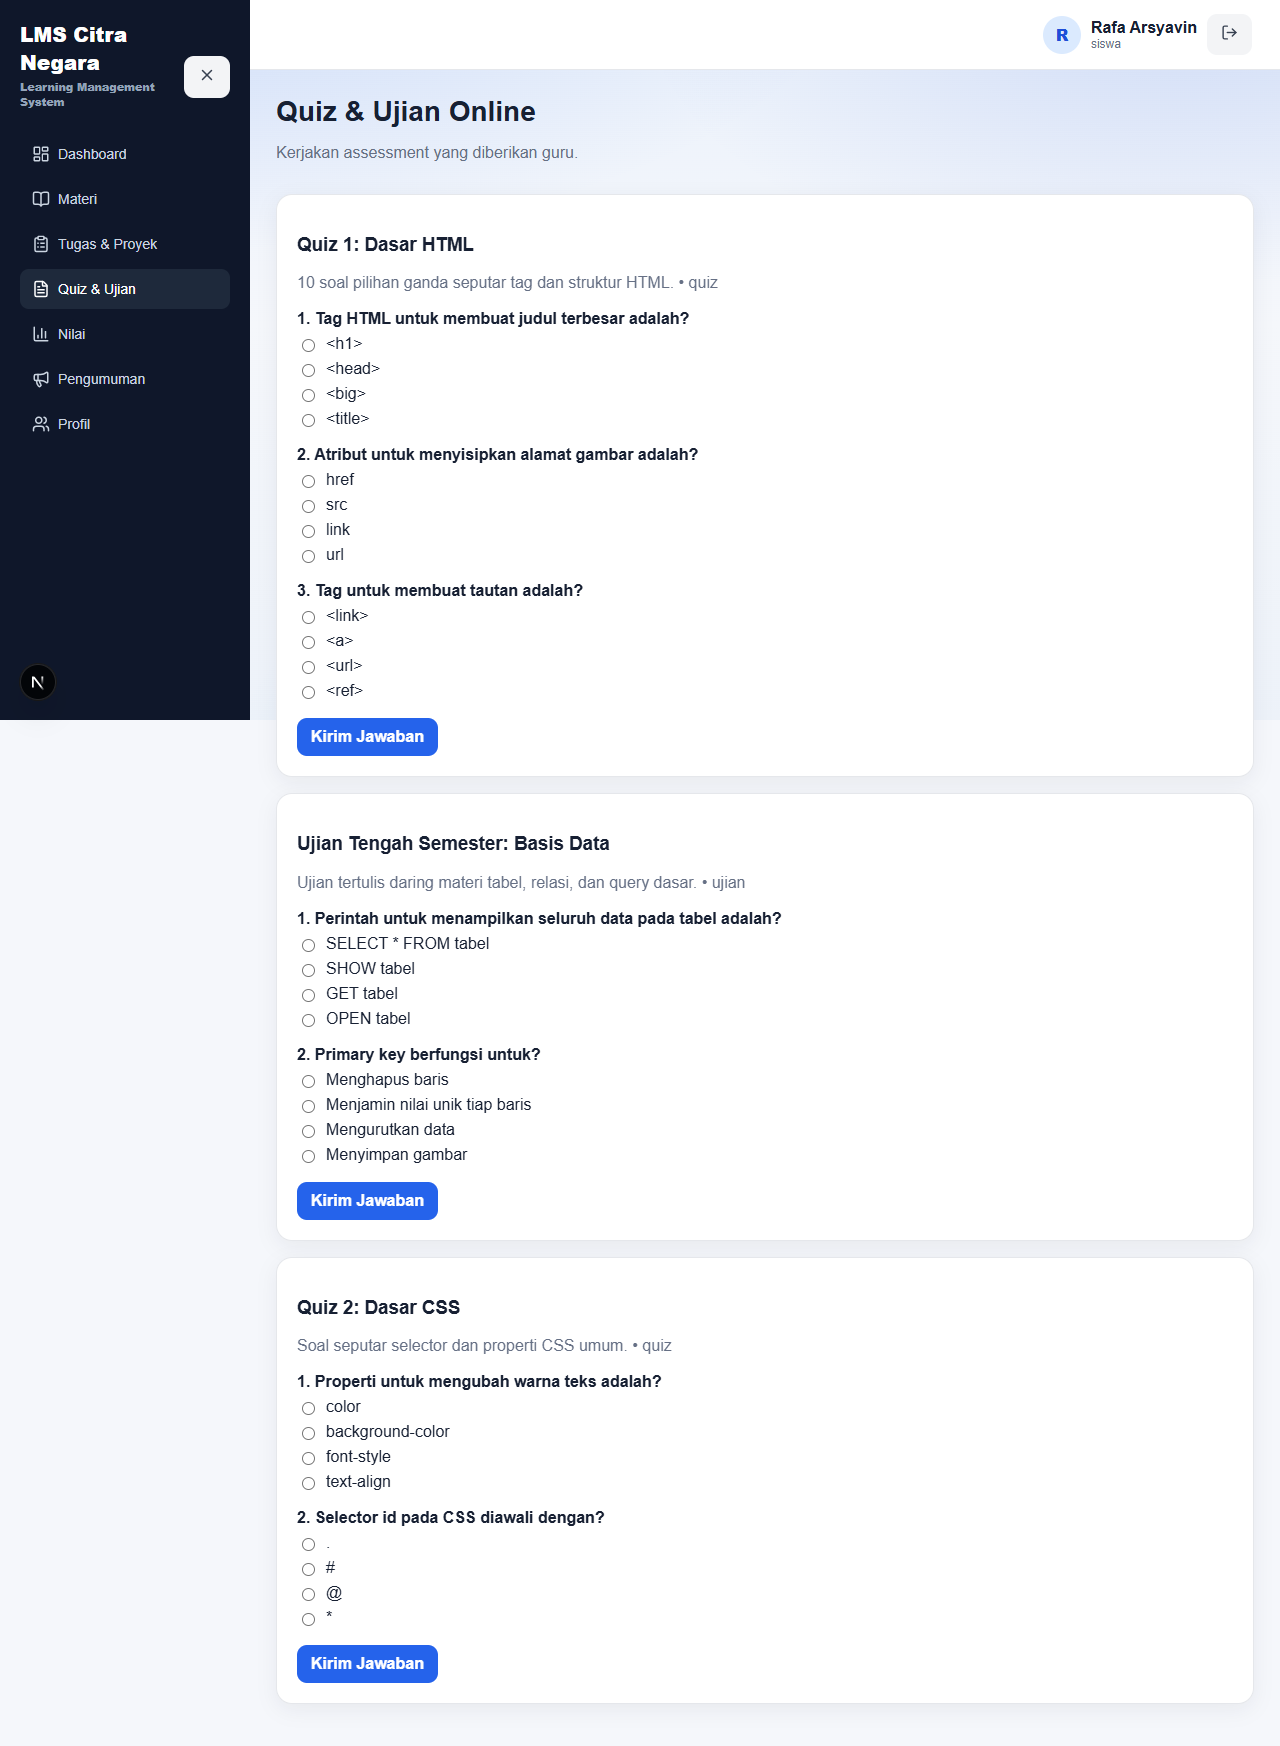 LMS Citra
Negara
Learning Management
System
Dashboard
Materi
Tugas & Proyek
Quiz & Ujian
Nilai
Pengumuman
Profil
N
R
Rafa Arsyavin
siswa
Quiz & Ujian Online
Kerjakan assessment yang diberikan guru.
Quiz 1: Dasar HTML
10 soal pilihan ganda seputar tag dan struktur HTML. • quiz
1. Tag HTML untuk membuat judul terbesar adalah?
<h1>
<head>
<big>
<title>
2. Atribut untuk menyisipkan alamat gambar adalah?
href
src
link
url
3. Tag untuk membuat tautan adalah?
<link>
<a>
<url>
<ref>
Kirim Jawaban
Ujian Tengah Semester: Basis Data
Ujian tertulis daring materi tabel, relasi, dan query dasar. • ujian
1. Perintah untuk menampilkan seluruh data pada tabel adalah?
SELECT * FROM tabel
SHOW tabel
GET tabel
OPEN tabel
2. Primary key berfungsi untuk?
Menghapus baris
Menjamin nilai unik tiap baris
Mengurutkan data
Menyimpan gambar
Kirim Jawaban
Quiz 2: Dasar CSS
Soal seputar selector dan properti CSS umum. • quiz
1. Properti untuk mengubah warna teks adalah?
color
background-color
font-style
text-align
2. Selector id pada CSS diawali dengan?
.
#
@
*
Kirim Jawaban